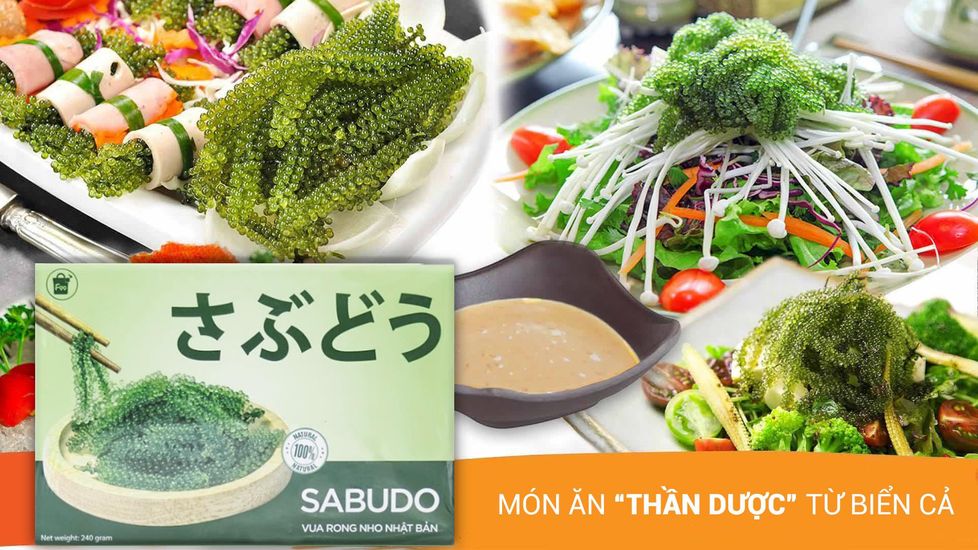 Foo
さぶどう
NATURAL
100%
NATURAL
SABUDO
VUA RONG NHO NHẬT BẢN
Net weight: 240 gram
MÓN ĂN “THẦN DƯỢC” TỪ BIỂN CẢ